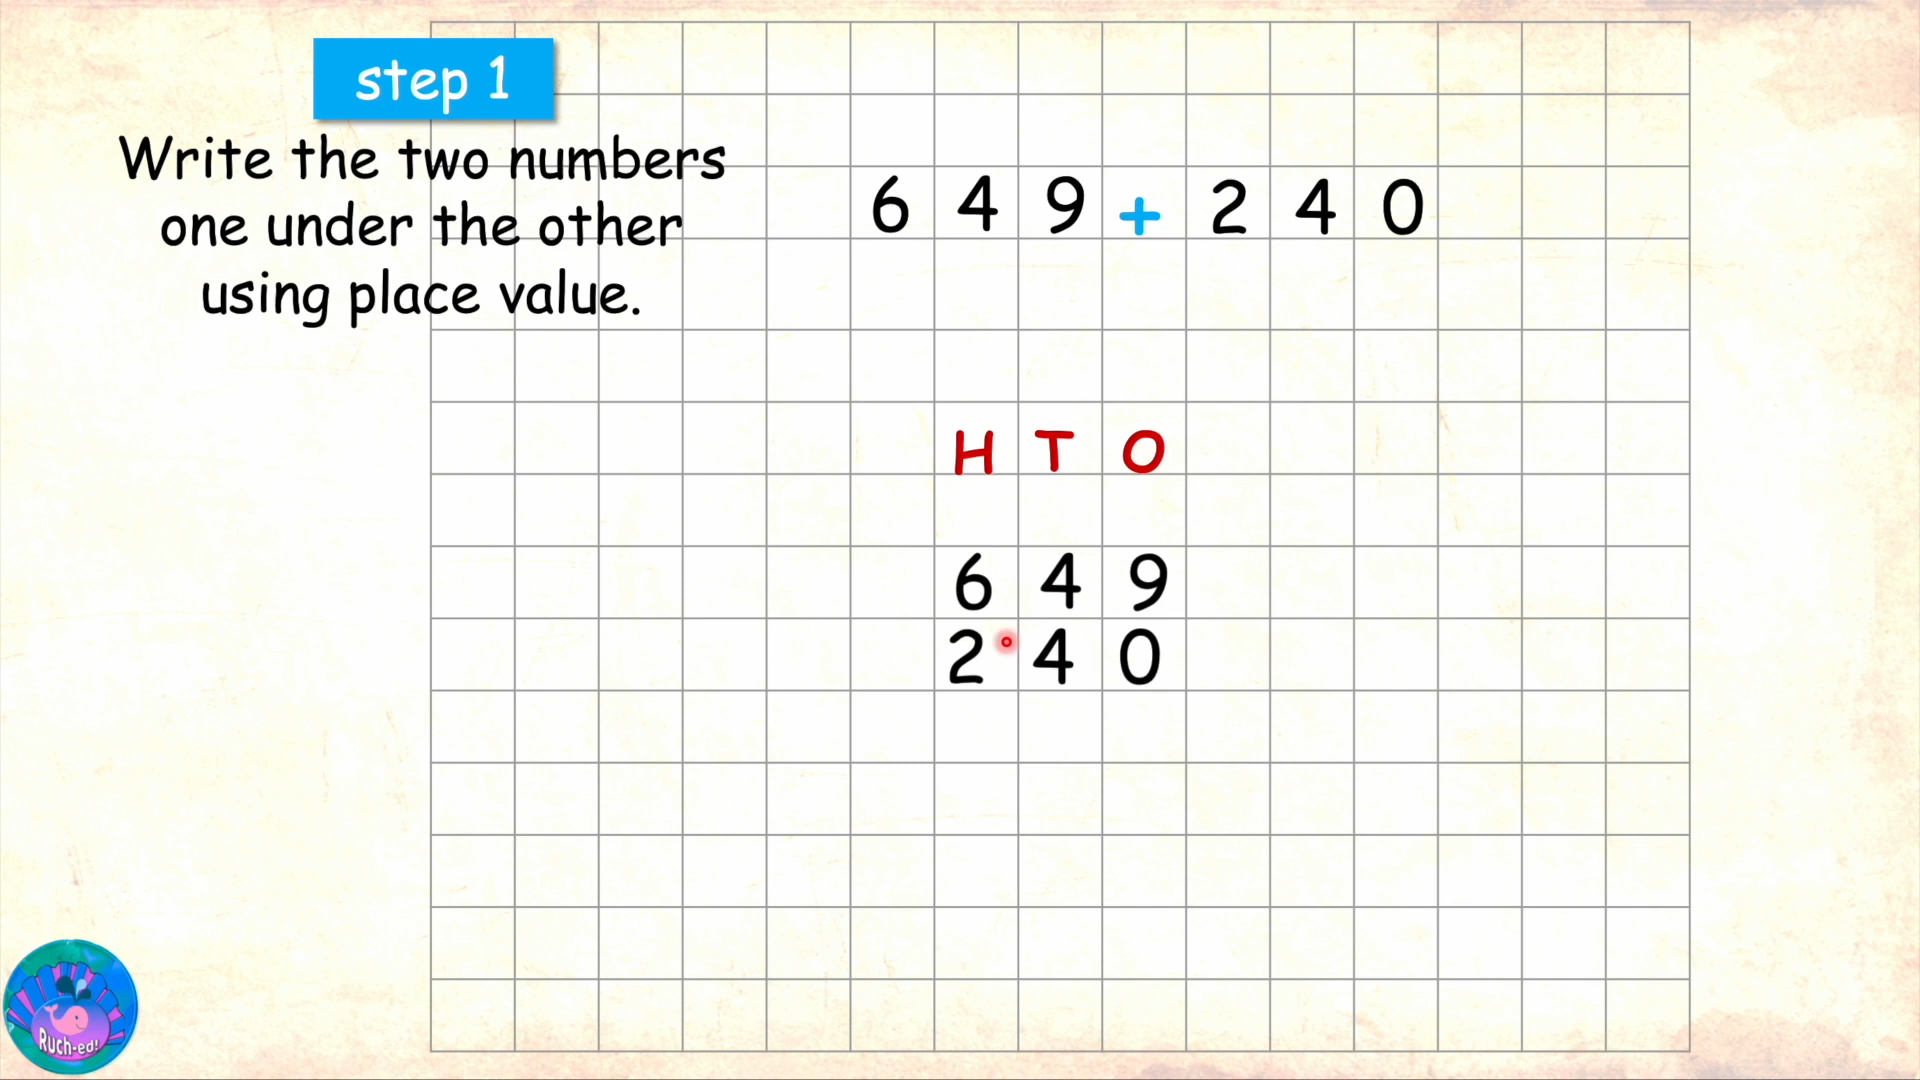 step 1
Write the two numbers
one under the other
using place value.
6 4 9 + 2 4 0
H T O
6 4 9
2 4 0
Ruch-ed!